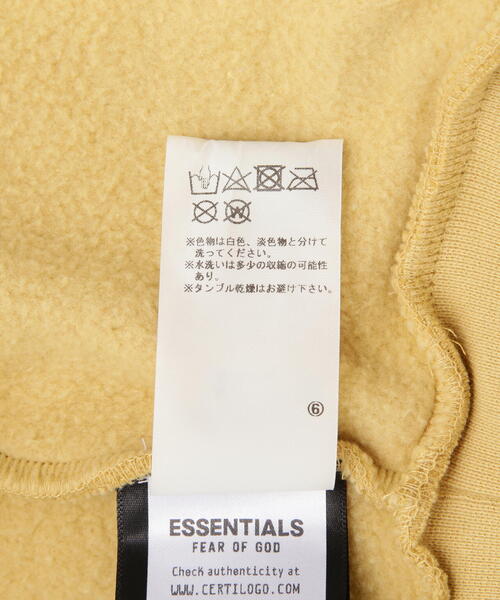 ※色物は白色、淡色物と分けて
洗ってください。
※水洗いは多少の収縮の可能性
あり。
※タンブル乾燥はお避け下さい。
⑥
ESSENTIALS
FEAR OF GOD
Check authenticity at
WWW.CERTILOGO.COM